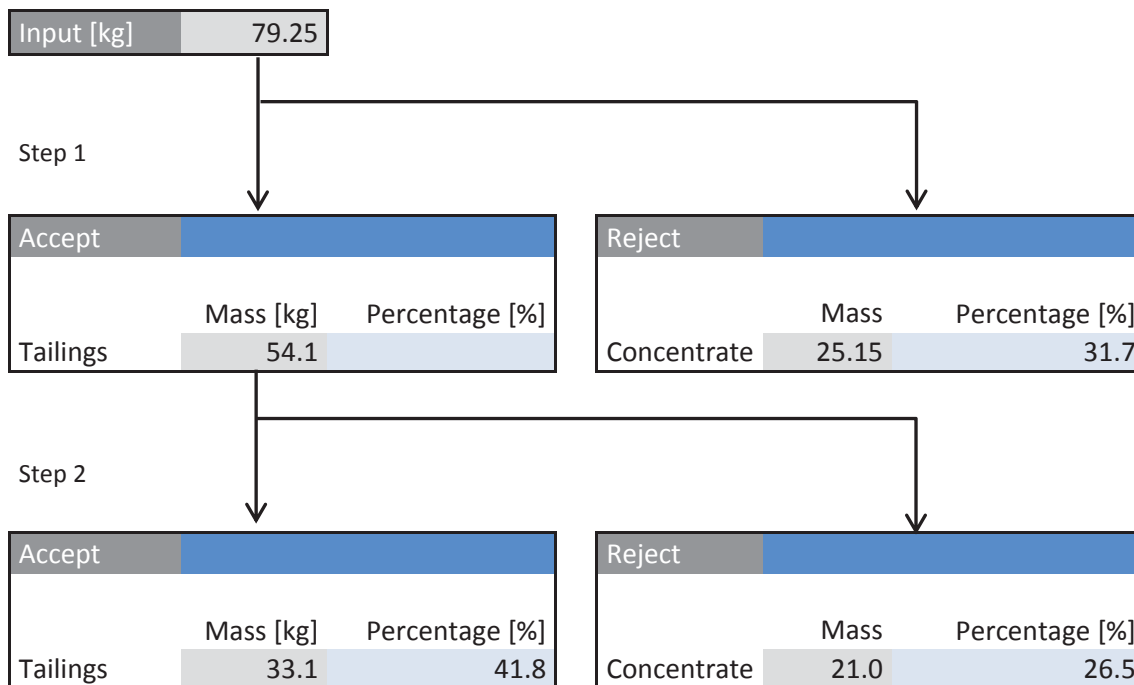 Input [kg] 79.25
Step 1
Accept Reject
Mass [kg] Percentage [%] Mass Percentage [%]
Tailings 54.1 Concentrate 25.15 31.7
Step 2
Accept Reject
Mass [kg] Percentage [%] Mass Percentage [%]
Tailings 33.1 41.8 Concentrate 21.0 26.5